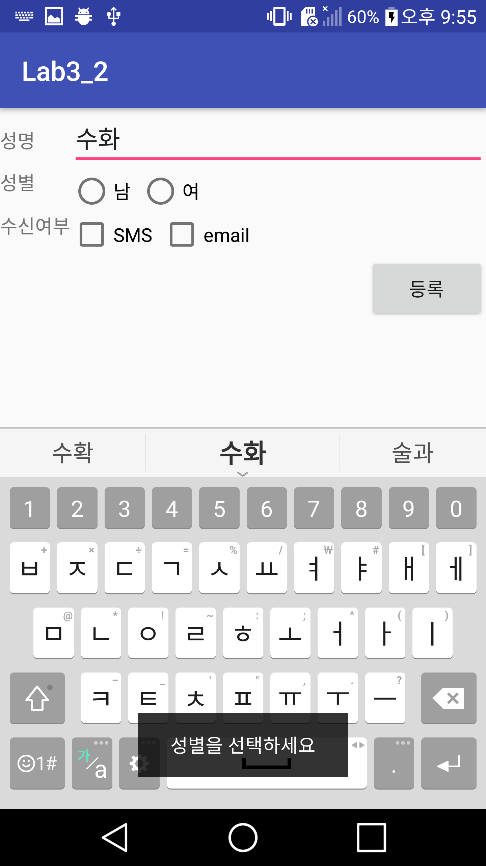 60% 오후 9:55
Lab3_2
성명 수화
성별 남 여
수신여부 SMS email
등록
수확 수화 술과
1 2 3 4 5 6 7 8 9 0
+ × ÷ = % / ₩ # [ ]
ㅂ ㅈ ㄷ ㄱ ㅅ ㅛ ㅕ ㅑ ㅐ ㅔ
@ * ! ~ : ; ^ ( )
ㅁ ㄴ ㅇ ㄹ ㅎ ㅗ ㅓ ㅏ ㅣ
- _ ' " , . ?
ㅋ ㅌ ㅊ ㅍ ㅠ ㅜ ㅡ
성별을 선택하세요
1# 가/a .